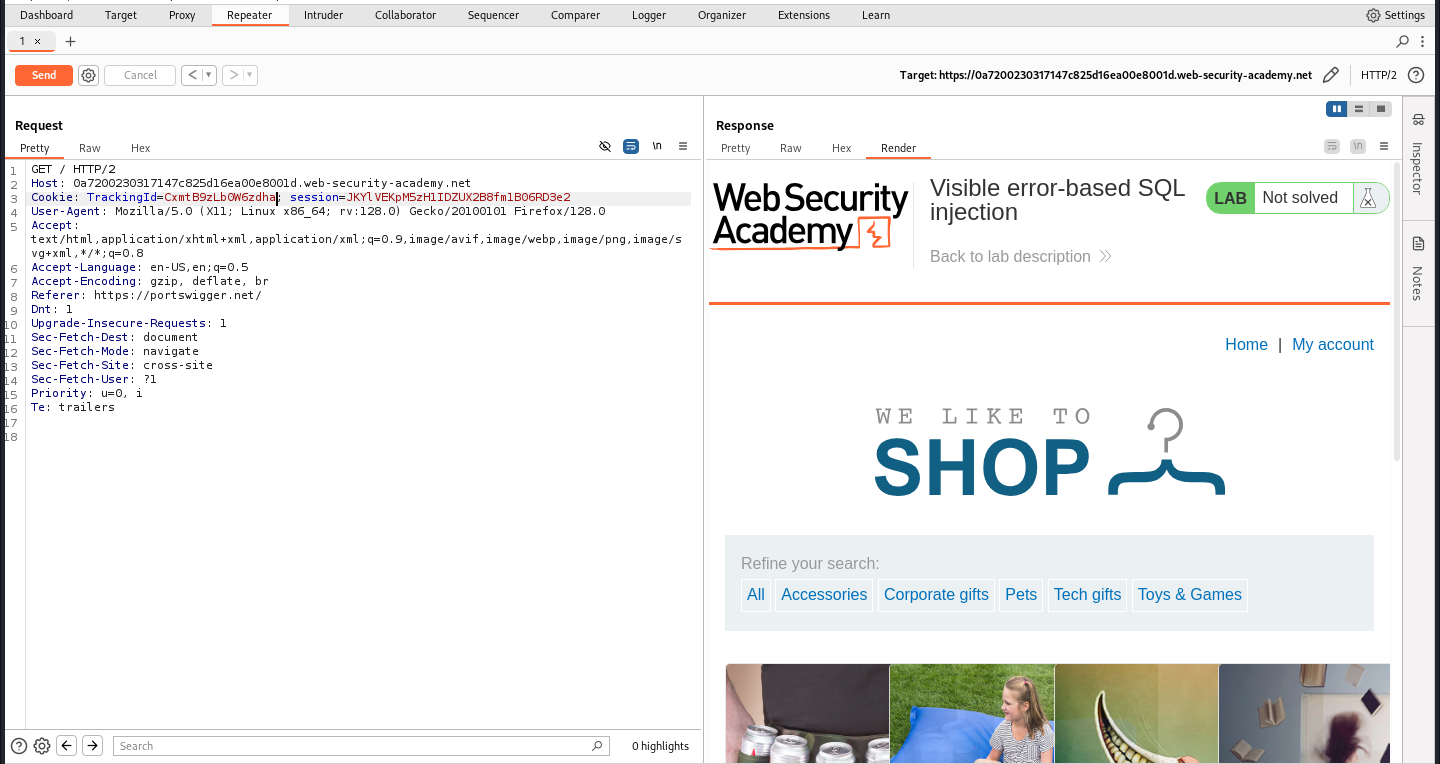 Dashboard Target Proxy Repeater Intruder Collaborator Sequencer Comparer Logger Organizer Extensions Learn Settings
1 × +
Send Cancel < > Target: https://0a7200230317147c825d16ea00e8001d.web-security-academy.net HTTP/2
Request
Pretty Raw Hex \n
1 GET / HTTP/2
2 Host: 0a7200230317147c825d16ea00e8001d.web-security-academy.net
3 Cookie: TrackingId=CxmtB9zLbOW6zdha; session=JKYlVEKpM5zH1IDZUX2B8fm1BO6RD3e2
4 User-Agent: Mozilla/5.0 (X11; Linux x86_64; rv:128.0) Gecko/20100101 Firefox/128.0
5 Accept:
text/html,application/xhtml+xml,application/xml;q=0.9,image/avif,image/webp,image/png,image/s
vg+xml,*/*;q=0.8
6 Accept-Language: en-US,en;q=0.5
7 Accept-Encoding: gzip, deflate, br
8 Referer: https://portswigger.net/
9 Dnt: 1
10 Upgrade-Insecure-Requests: 1
11 Sec-Fetch-Dest: document
12 Sec-Fetch-Mode: navigate
13 Sec-Fetch-Site: cross-site
14 Sec-Fetch-User: ?1
15 Priority: u=0, i
16 Te: trailers
17
18
Search 0 highlights
Response
Pretty Raw Hex Render \n
Web Security
Academy
Visible error-based SQL
injection
Back to lab description
LAB Not solved
Home | My account
WE LIKE TO
SHOP
Refine your search:
All Accessories Corporate gifts Pets Tech gifts Toys & Games
Inspector
Notes